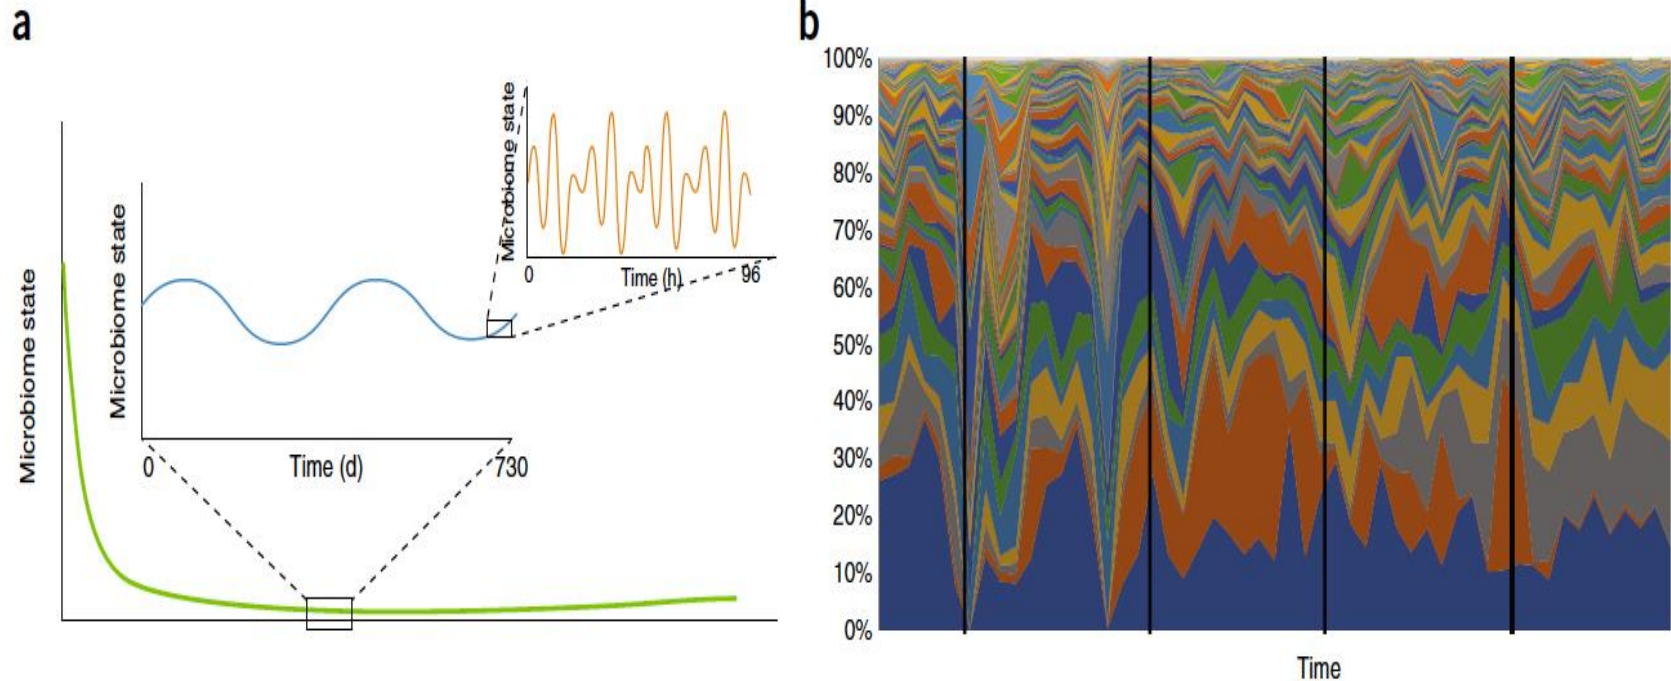 a
Microbiome state
Microbiome state
0
Time (d)
730
Microbiome state
0
Time (h)
96
b
100%
90%
80%
70%
60%
50%
40%
30%
20%
10%
0%
Time